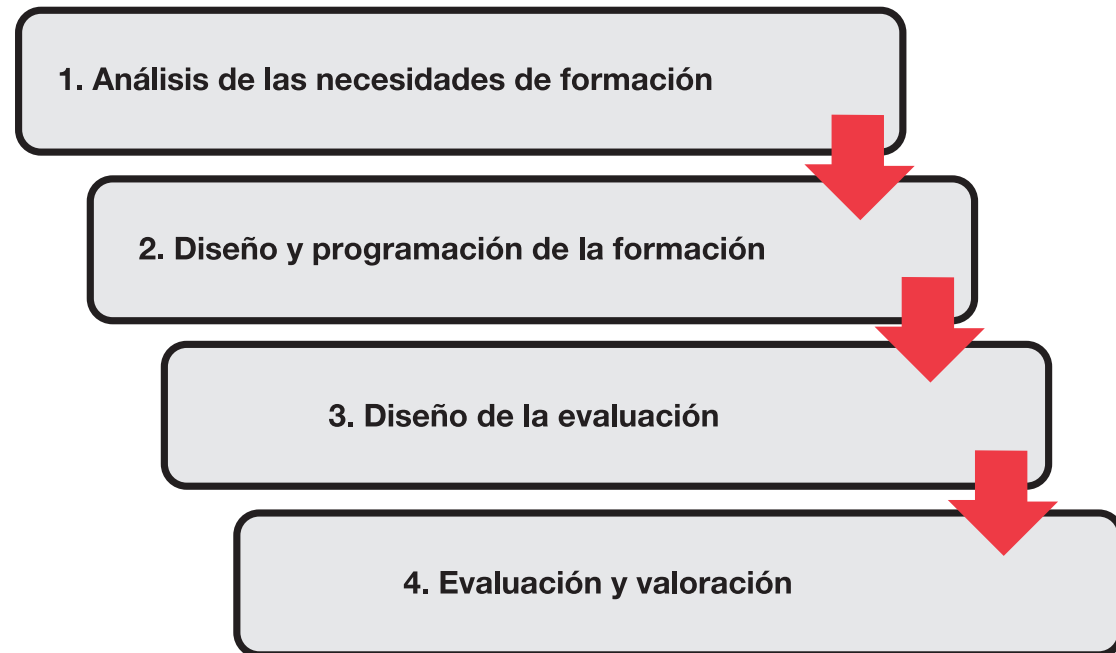 1. Análisis de las necesidades de formación
2. Diseño y programación de la formación
3. Diseño de la evaluación
4. Evaluación y valoración